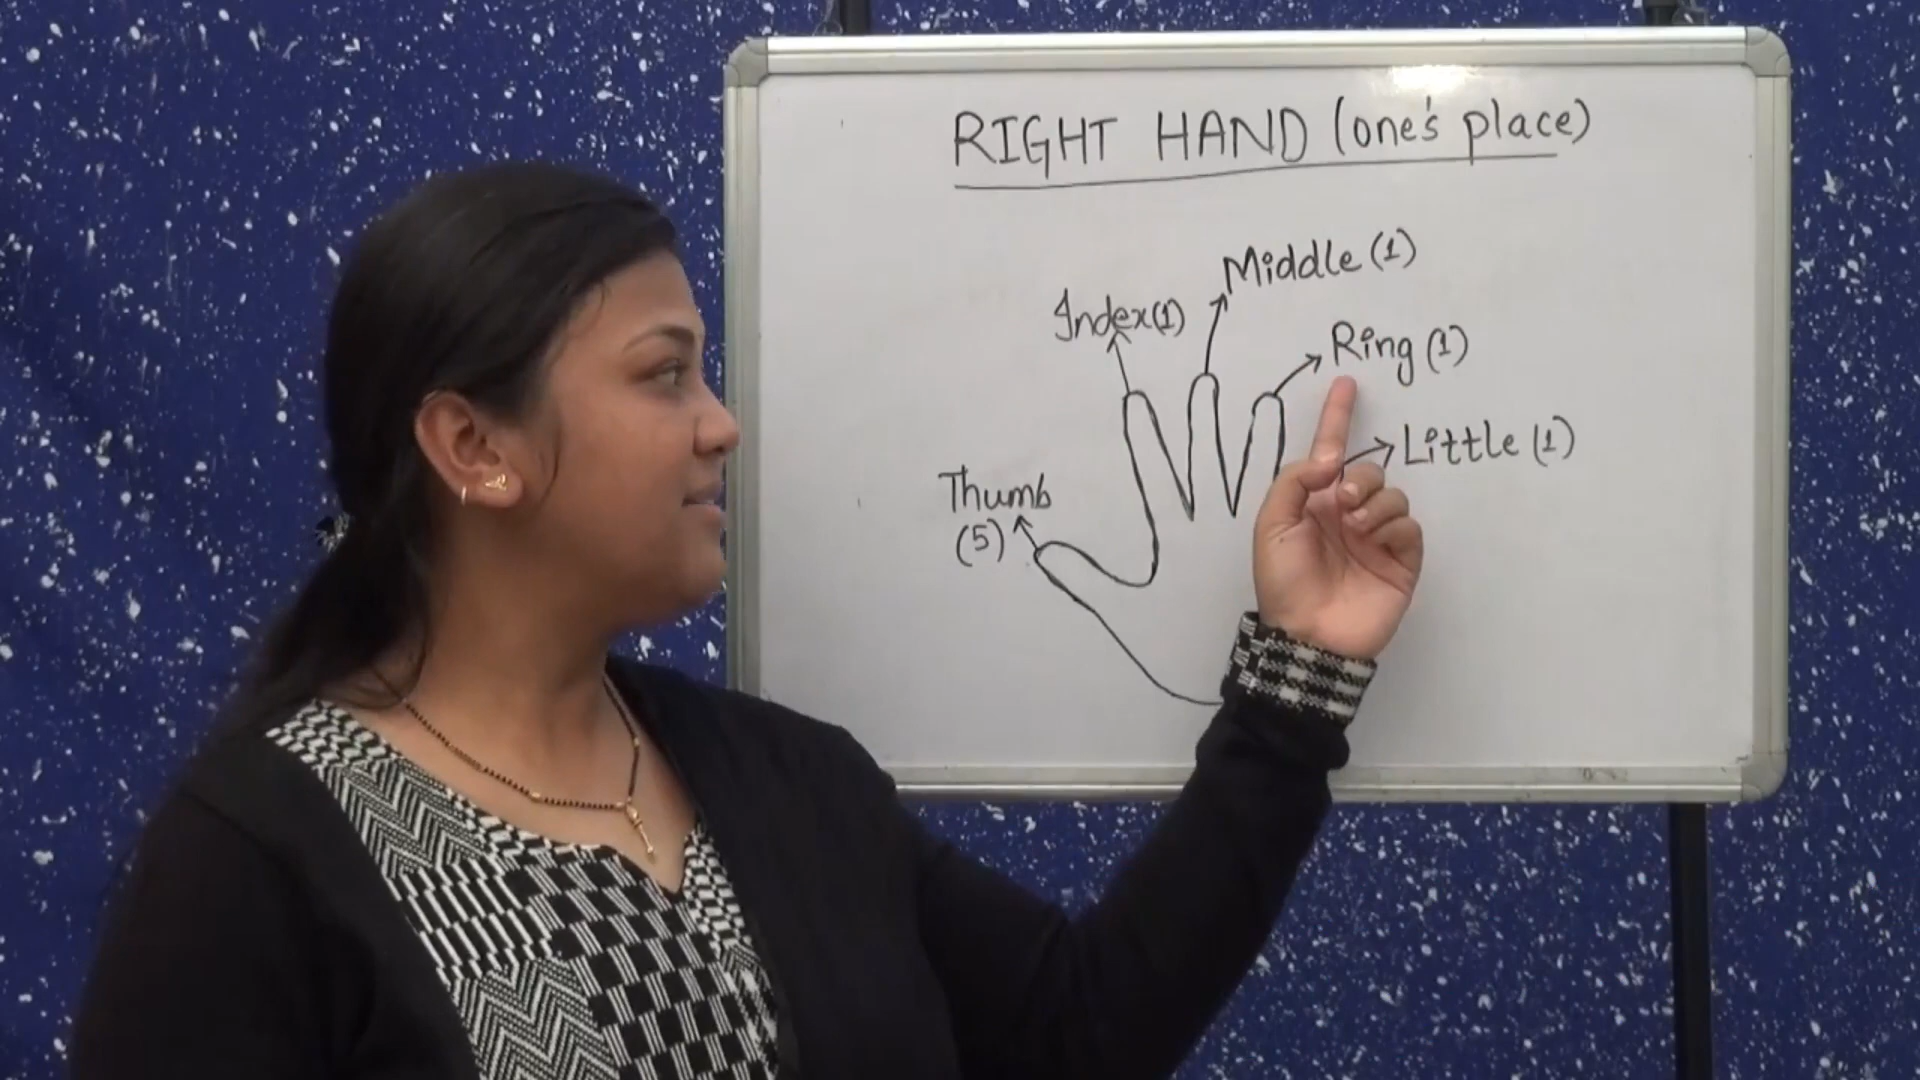 RIGHT HAND (one's place)
Middle (1)
Index (1)
Ring (1)
Little (1)
Thumb
(5)